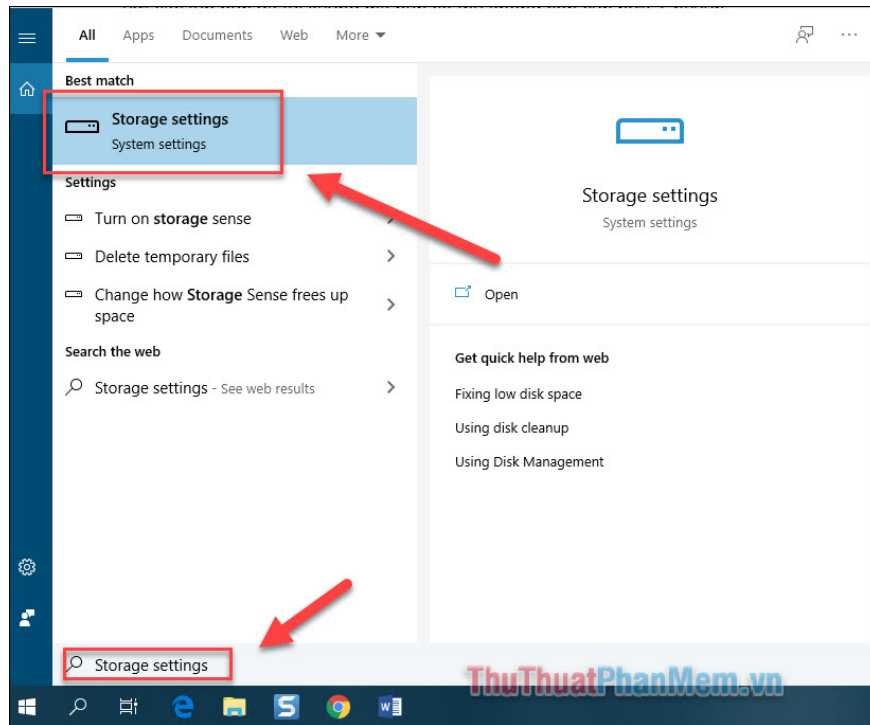 All Apps Documents Web More
Best match
Storage settings
System settings
Settings
Turn on storage sense
Delete temporary files
Change how Storage Sense frees up
space
Search the web
Storage settings - See web results
Storage settings
System settings
Open
Get quick help from web
Fixing low disk space
Using disk cleanup
Using Disk Management
Storage settings
ThuThuatPhanMem.vn